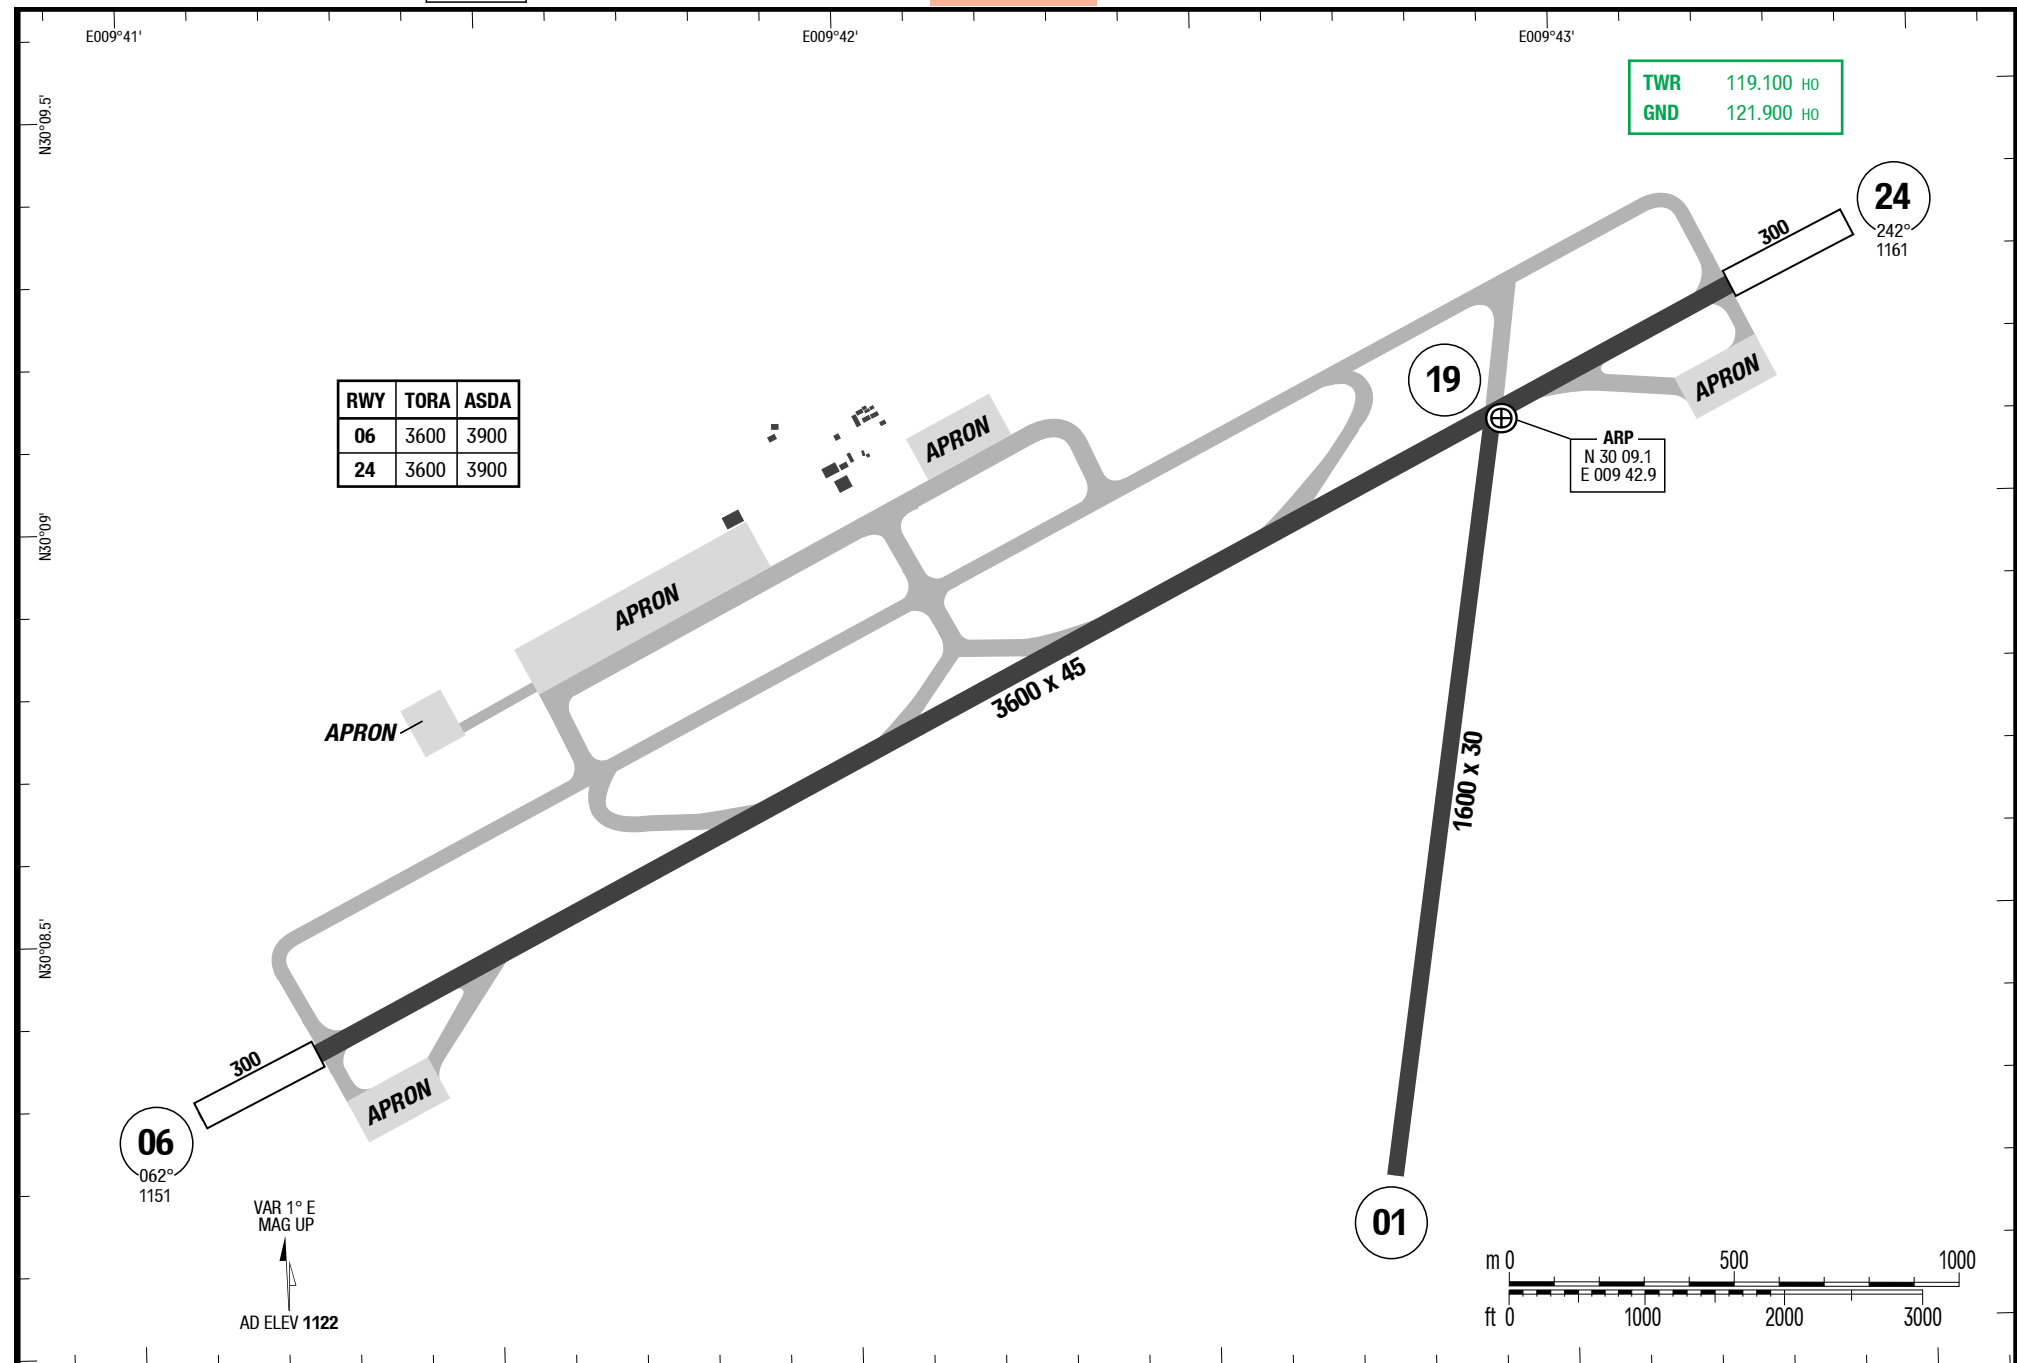 E009°41'
E009°42'
E009°43'
TWR 119.100 HO
GND 121.900 HO
N30°09.5'
24
242°
1161
300
19
APRON
RWY TORA ASDA
06 3600 3900
24 3600 3900
APRON
ARP
N 30 09.1
E 009 42.9
N30°09'
APRON
3600 x 45
APRON
1600 x 30
N30°08.5'
300
APRON
06
062°
1151
VAR 1° E
MAG UP
AD ELEV 1122
01
m 0 500 1000
ft 0 1000 2000 3000